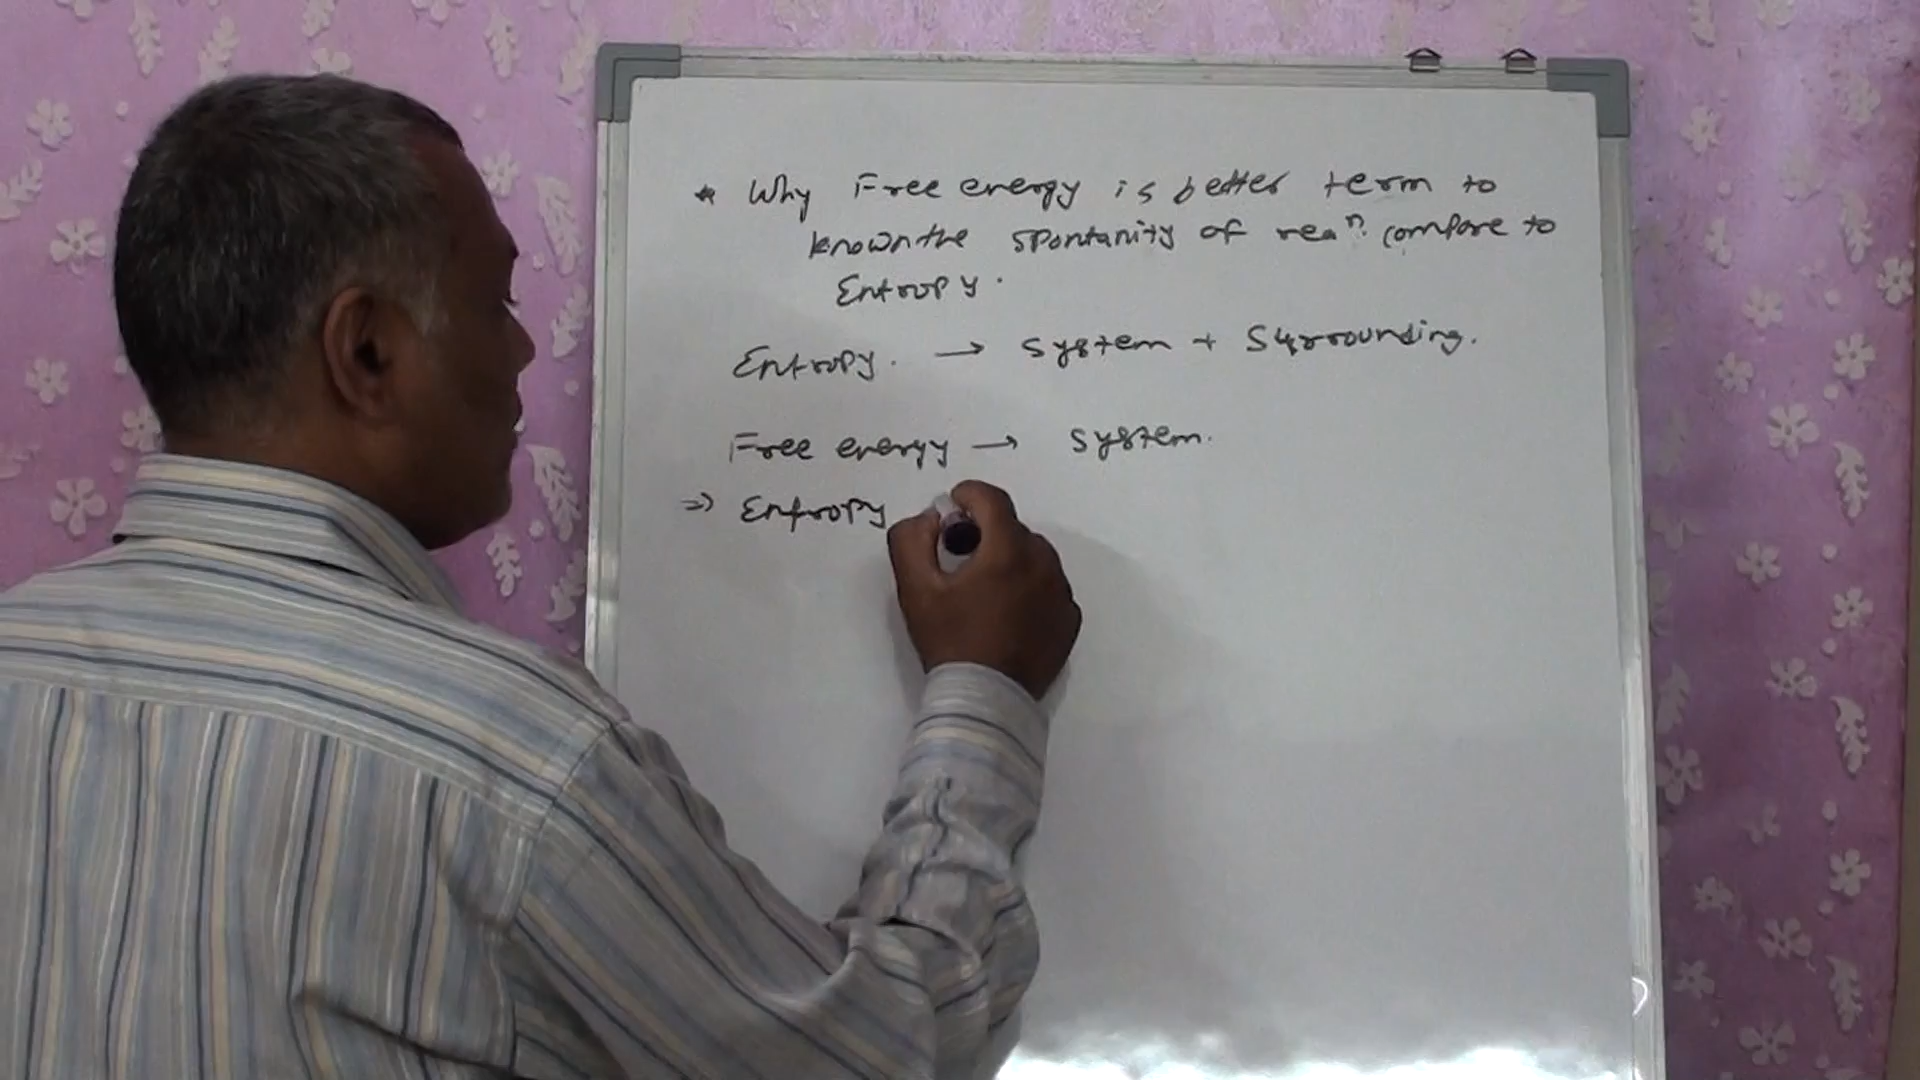 * Why Free energy is better term to
known the spontanity of rean. compare to
Entropy.
Entropy. → System + Surrounding.
Free energy → System.
⇒ Entropy